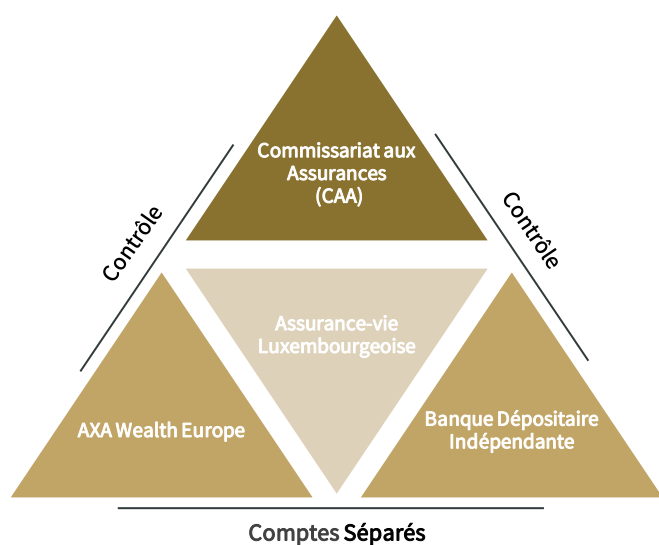 Commissariat aux
Assurances
(CAA)
Contrôle
Contrôle
Assurance-vie
Luxembourgeoise
AXA Wealth Europe
Banque Dépositaire
Indépendante
Comptes Séparés